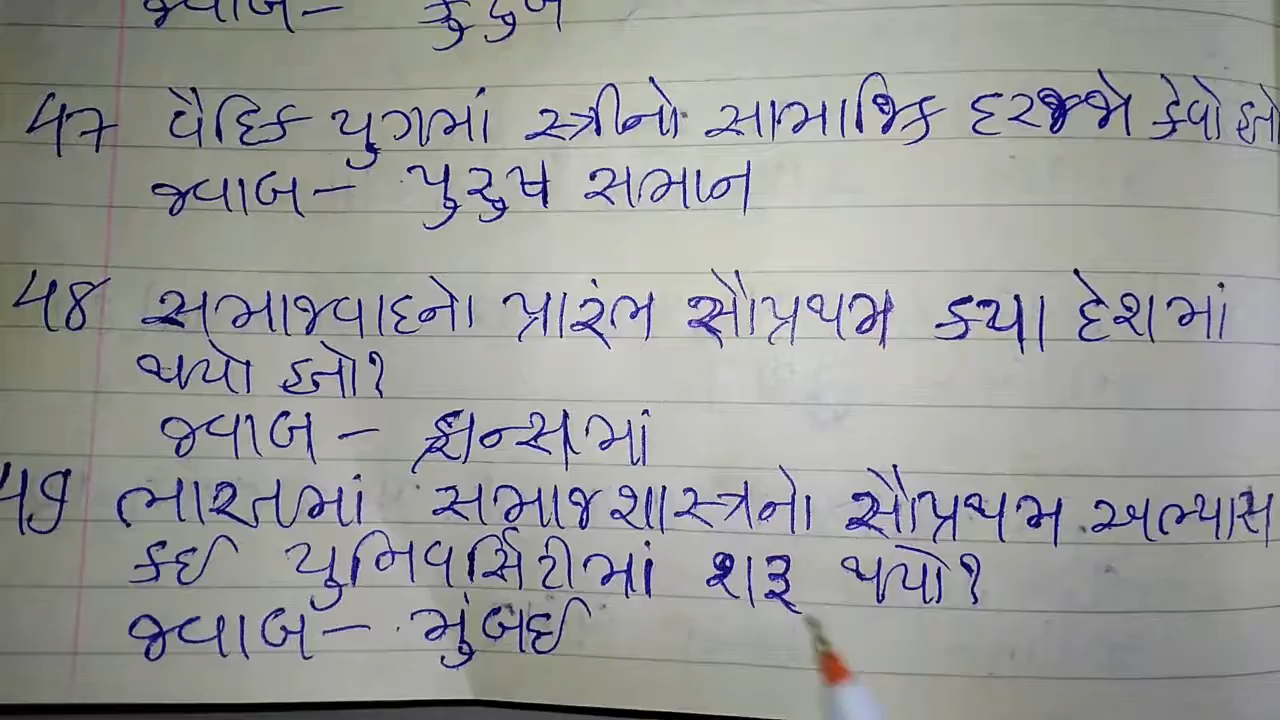 જવાબ- કુટુંબ
47 વૈદિક યુગમાં સ્ત્રીનો સામાજિક દરજ્જો કેવો હતો
જવાબ- પુરુષ સમાન
48 સમાજવાદનો પ્રારંભ સૌપ્રથમ કયા દેશમાં
થયો હતો?
જવાબ- ફ્રાન્સમાં
49 ભારતમાં સમાજશાસ્ત્રનો સૌપ્રથમ અભ્યાસ
કઈ યુનિવર્સિટીમાં શરૂ થયો?
જવાબ- મુંબઈ